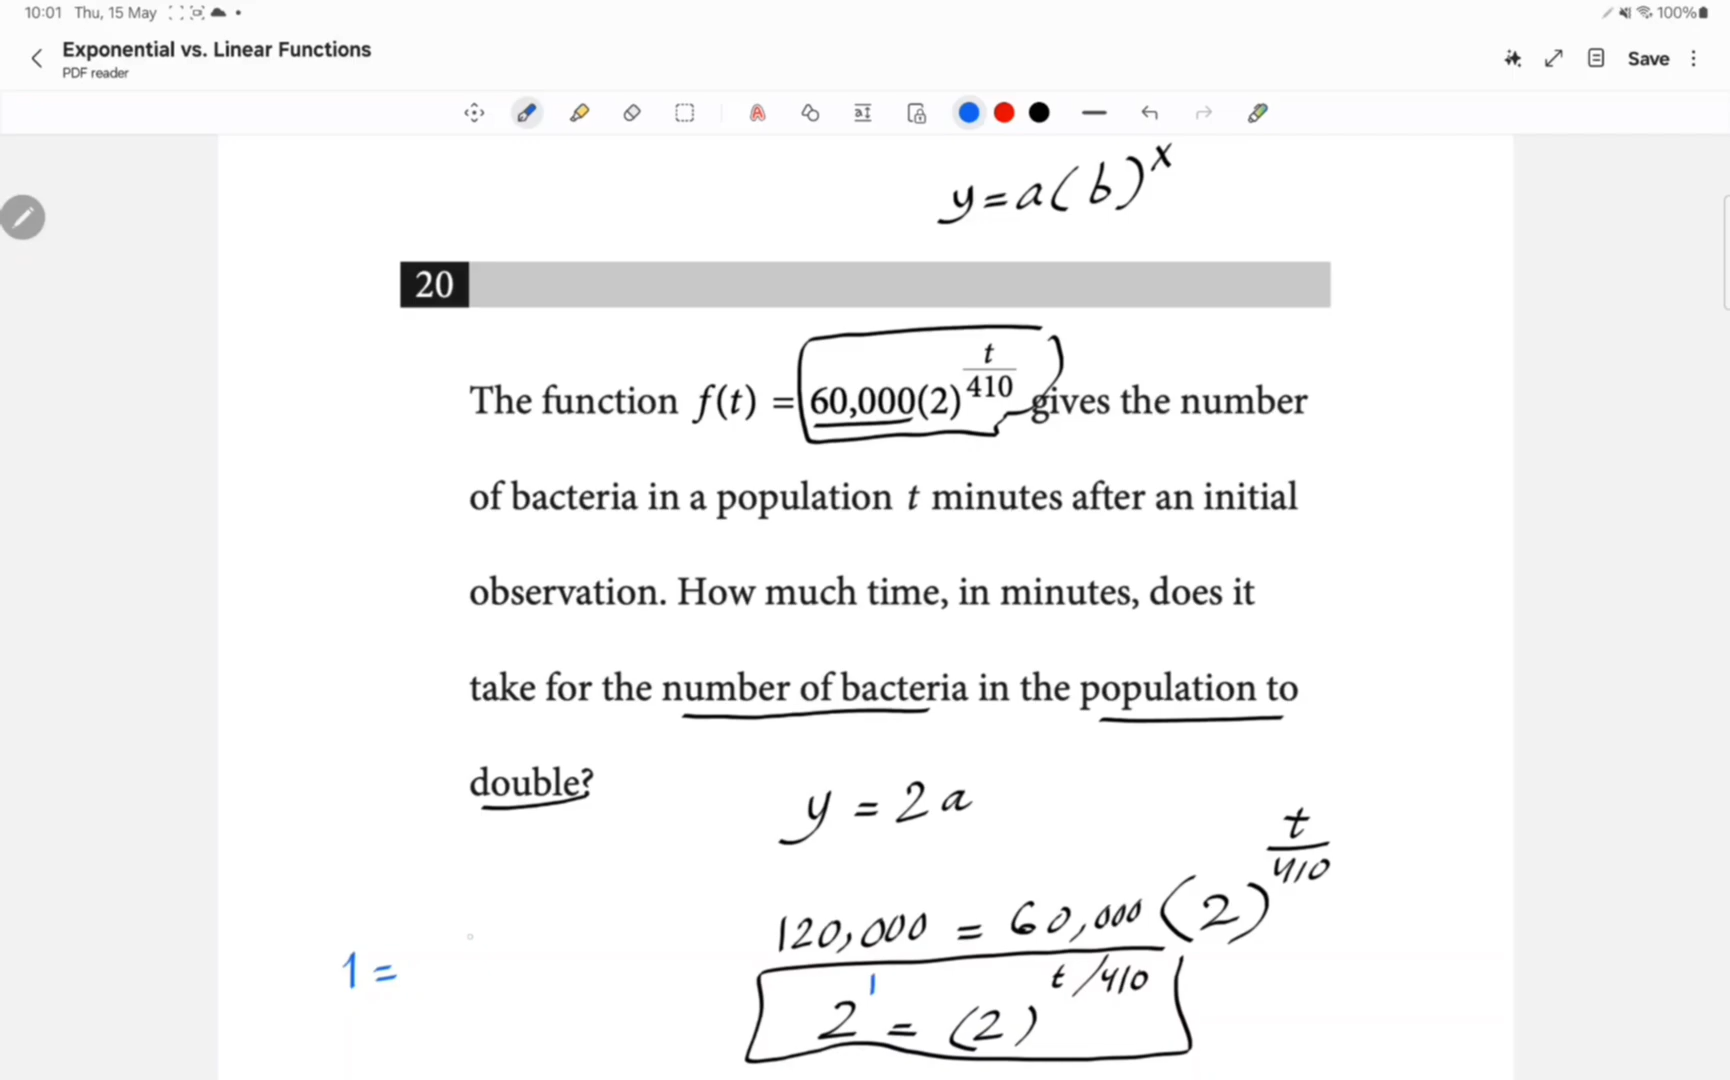 10:01 Thu, 15 May 100%
Exponential vs. Linear Functions
PDF reader
Save
y=a(b)^x
20
The function f(t) = 60,000(2)^(t/410) gives the number
of bacteria in a population t minutes after an initial
observation. How much time, in minutes, does it
take for the number of bacteria in the population to
double?
y = 2a
120,000 = 60,000 (2)^(t/410)
1 =
2^1 = (2)^(t/410)